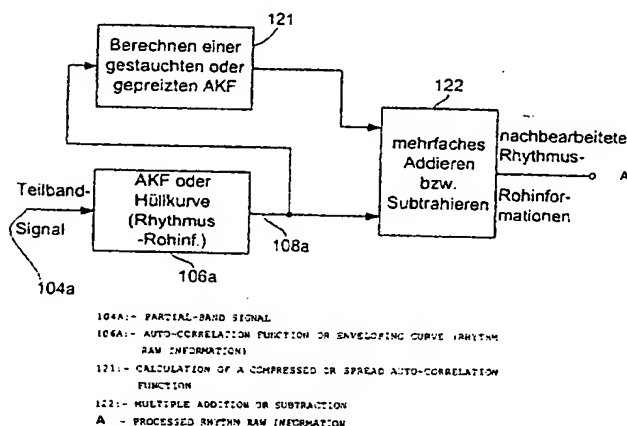 121
Berechnen einer
gestauchten oder
gepreizten AKF
122
mehrfaches
Addieren
bzw.
Subtrahieren
nachbearbeitete
Rhythmus-
A
Rohinfor-
mationen
Teilband-
Signal
104a
AKF oder
Hüllkurve
(Rhythmus
-Rohinf.)
106a
108a
104A:- PARTIAL-BAND SIGNAL
106A:- AUTO-CORRELATION FUNCTION OR ENVELOPING CURVE (RHYTHM
RAW INFORMATION)
121:- CALCULATION OF A COMPRESSED OR SPREAD AUTO-CORRELATION
FUNCTION
122:- MULTIPLE ADDITION OR SUBTRACTION
A - PROCESSED RHYTHM RAW INFORMATION